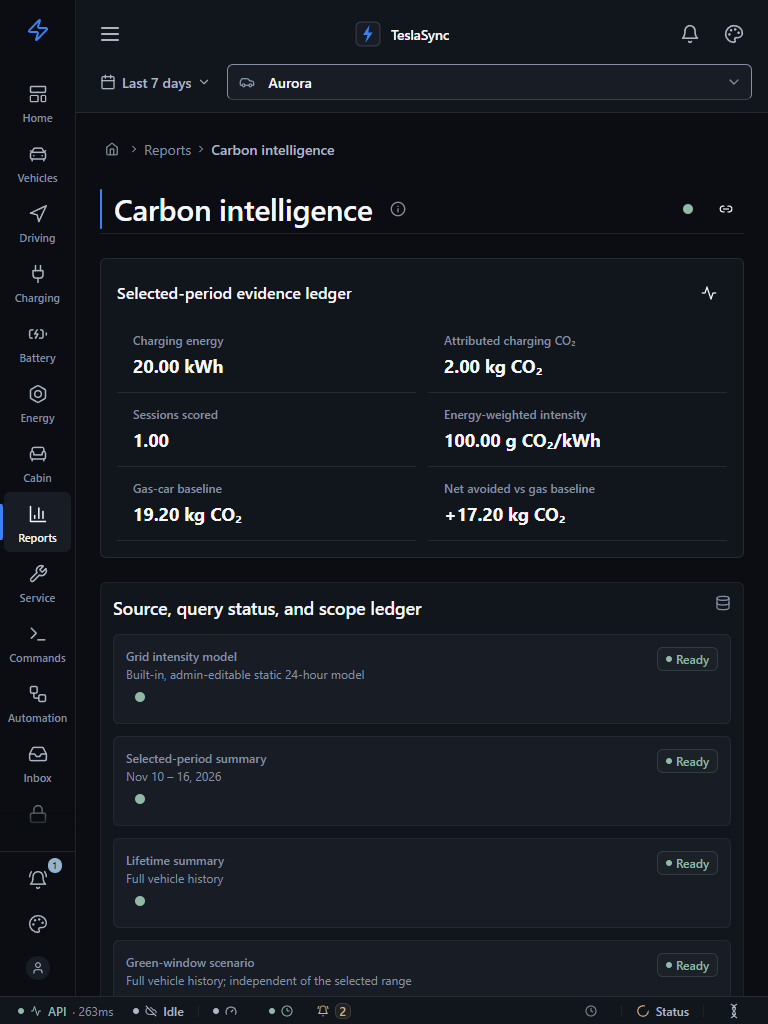 TeslaSync
Last 7 days
Aurora
Home
Vehicles
Driving
Charging
Battery
Energy
Cabin
Reports
Service
Commands
Automation
Inbox
1
Reports
Carbon intelligence
Carbon intelligence
Selected-period evidence ledger
Charging energy
20.00 kWh
Attributed charging CO₂
2.00 kg CO₂
Sessions scored
1.00
Energy-weighted intensity
100.00 g CO₂/kWh
Gas-car baseline
19.20 kg CO₂
Net avoided vs gas baseline
+17.20 kg CO₂
Source, query status, and scope ledger
Grid intensity model
Built-in, admin-editable static 24-hour model
Ready
Selected-period summary
Nov 10 – 16, 2026
Ready
Lifetime summary
Full vehicle history
Ready
Green-window scenario
Full vehicle history; independent of the selected range
Ready
API · 263ms
Idle
2
Status